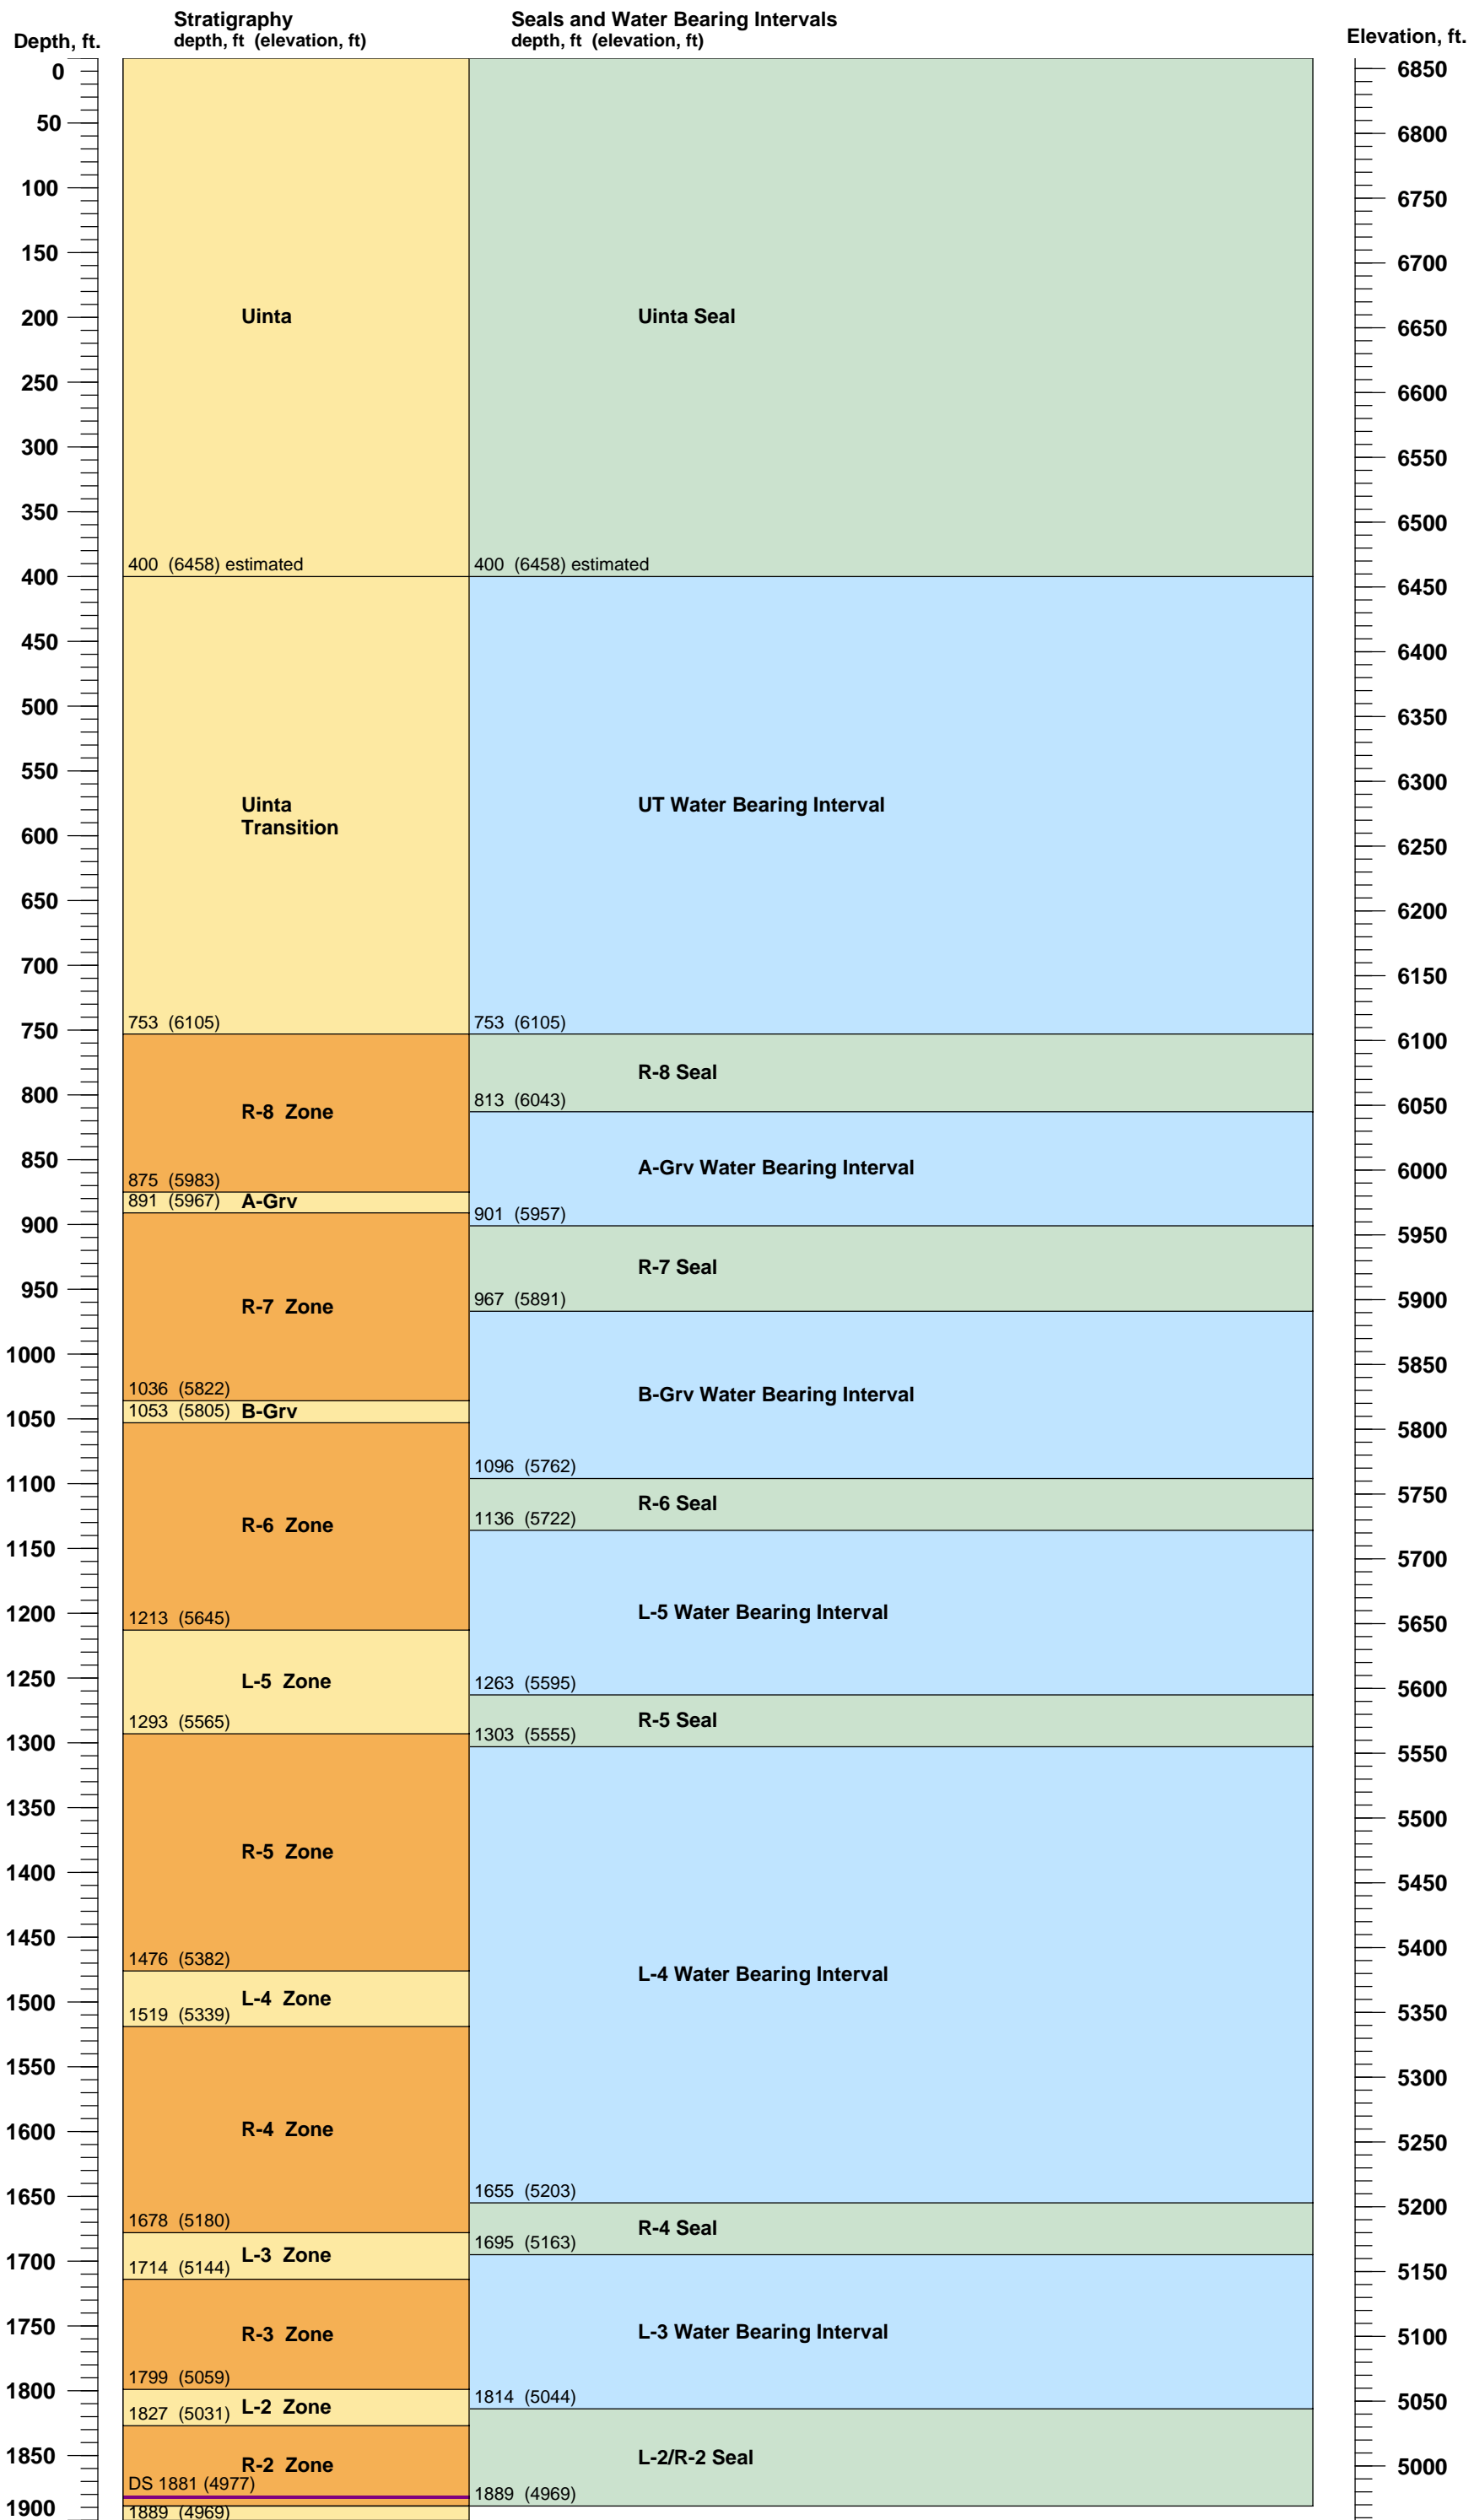 Stratigraphy
depth, ft (elevation, ft)
Seals and Water Bearing Intervals
depth, ft (elevation, ft)
Depth, ft.
Elevation, ft.
0
50
100
150
200
250
300
350
400
450
500
550
600
650
700
750
800
850
900
950
1000
1050
1100
1150
1200
1250
1300
1350
1400
1450
1500
1550
1600
1650
1700
1750
1800
1850
1900
Uinta
400 (6458) estimated
Uinta
Transition
753 (6105)
R-8 Zone
875 (5983)
891 (5967) A-Grv
R-7 Zone
1036 (5822)
1053 (5805) B-Grv
R-6 Zone
1213 (5645)
L-5 Zone
1293 (5565)
R-5 Zone
1476 (5382)
L-4 Zone
1519 (5339)
R-4 Zone
1678 (5180)
L-3 Zone
1714 (5144)
R-3 Zone
1799 (5059)
L-2 Zone
1827 (5031)
R-2 Zone
DS 1881 (4977)
1889 (4969)
Uinta Seal
400 (6458) estimated
UT Water Bearing Interval
753 (6105)
R-8 Seal
813 (6043)
A-Grv Water Bearing Interval
901 (5957)
R-7 Seal
967 (5891)
B-Grv Water Bearing Interval
1096 (5762)
R-6 Seal
1136 (5722)
L-5 Water Bearing Interval
1263 (5595)
R-5 Seal
1303 (5555)
L-4 Water Bearing Interval
1655 (5203)
R-4 Seal
1695 (5163)
L-3 Water Bearing Interval
1814 (5044)
L-2/R-2 Seal
1889 (4969)
6850
6800
6750
6700
6650
6600
6550
6500
6450
6400
6350
6300
6250
6200
6150
6100
6050
6000
5950
5900
5850
5800
5750
5700
5650
5600
5550
5500
5450
5400
5350
5300
5250
5200
5150
5100
5050
5000